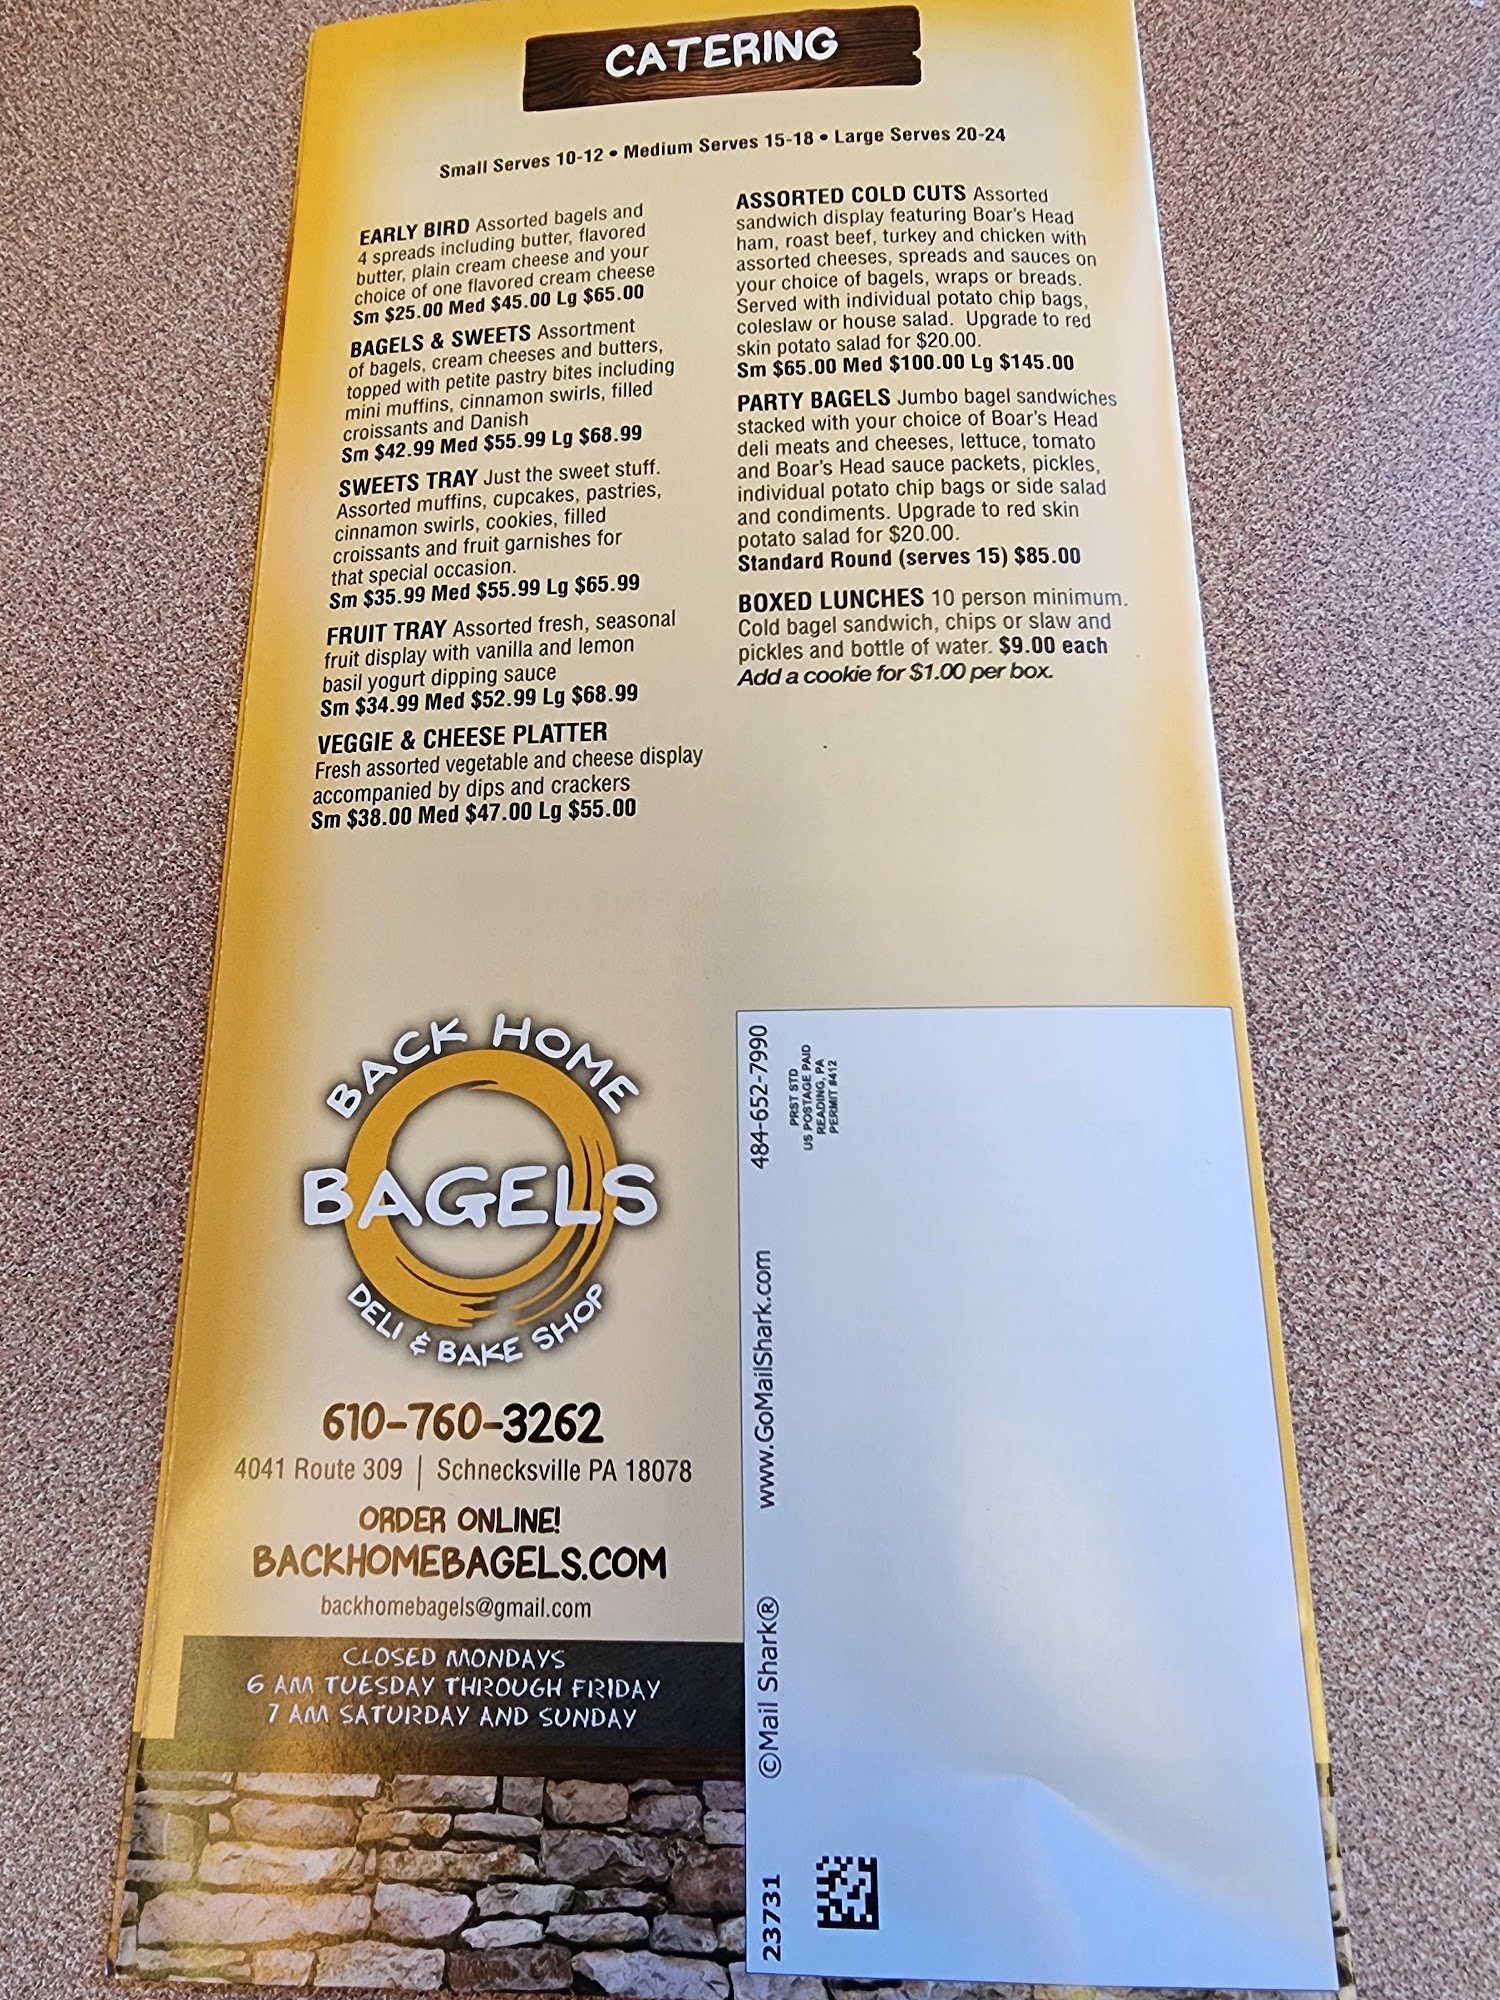 CATERING
Small Serves 10-12 • Medium Serves 15-18 • Large Serves 20-24
EARLY BIRD Assorted bagels and
4 spreads including butter, flavored
butter, plain cream cheese and your
choice of one flavored cream cheese
Sm $25.00 Med $45.00 Lg $65.00
BAGELS & SWEETS Assortment
of bagels, cream cheeses and butters,
topped with petite pastry bites including
mini muffins, cinnamon swirls, filled
croissants and Danish
Sm $42.99 Med $55.99 Lg $68.99
SWEETS TRAY Just the sweet stuff.
Assorted muffins, cupcakes, pastries,
cinnamon swirls, cookies, filled
croissants and fruit garnishes for
that special occasion.
Sm $35.99 Med $55.99 Lg $65.99
FRUIT TRAY Assorted fresh, seasonal
fruit display with vanilla and lemon
basil yogurt dipping sauce
Sm $34.99 Med $52.99 Lg $68.99
VEGGIE & CHEESE PLATTER
Fresh assorted vegetable and cheese display
accompanied by dips and crackers
Sm $38.00 Med $47.00 Lg $55.00
ASSORTED COLD CUTS Assorted
sandwich display featuring Boar's Head
ham, roast beef, turkey and chicken with
assorted cheeses, spreads and sauces on
your choice of bagels, wraps or breads.
Served with individual potato chip bags,
coleslaw or house salad. Upgrade to red
skin potato salad for $20.00.
Sm $65.00 Med $100.00 Lg $145.00
PARTY BAGELS Jumbo bagel sandwiches
stacked with your choice of Boar's Head
deli meats and cheeses, lettuce, tomato
and Boar's Head sauce packets, pickles,
individual potato chip bags or side salad
and condiments. Upgrade to red skin
potato salad for $20.00.
Standard Round (serves 15) $85.00
BOXED LUNCHES 10 person minimum.
Cold bagel sandwich, chips or slaw and
pickles and bottle of water. $9.00 each
Add a cookie for $1.00 per box.
BACK HOME
BAGELS
DELI & BAKE SHOP
610-760-3262
4041 Route 309 | Schnecksville PA 18078
ORDER ONLINE!
BACKHOMEBAGELS.COM
backhomebagels@gmail.com
CLOSED MONDAYS
6 AM TUESDAY THROUGH FRIDAY
7 AM SATURDAY AND SUNDAY
23731 ©Mail Shark® www.GoMailShark.com 484-652-7990
PRST STD
US POSTAGE PAID
READING, PA
PERMIT #412